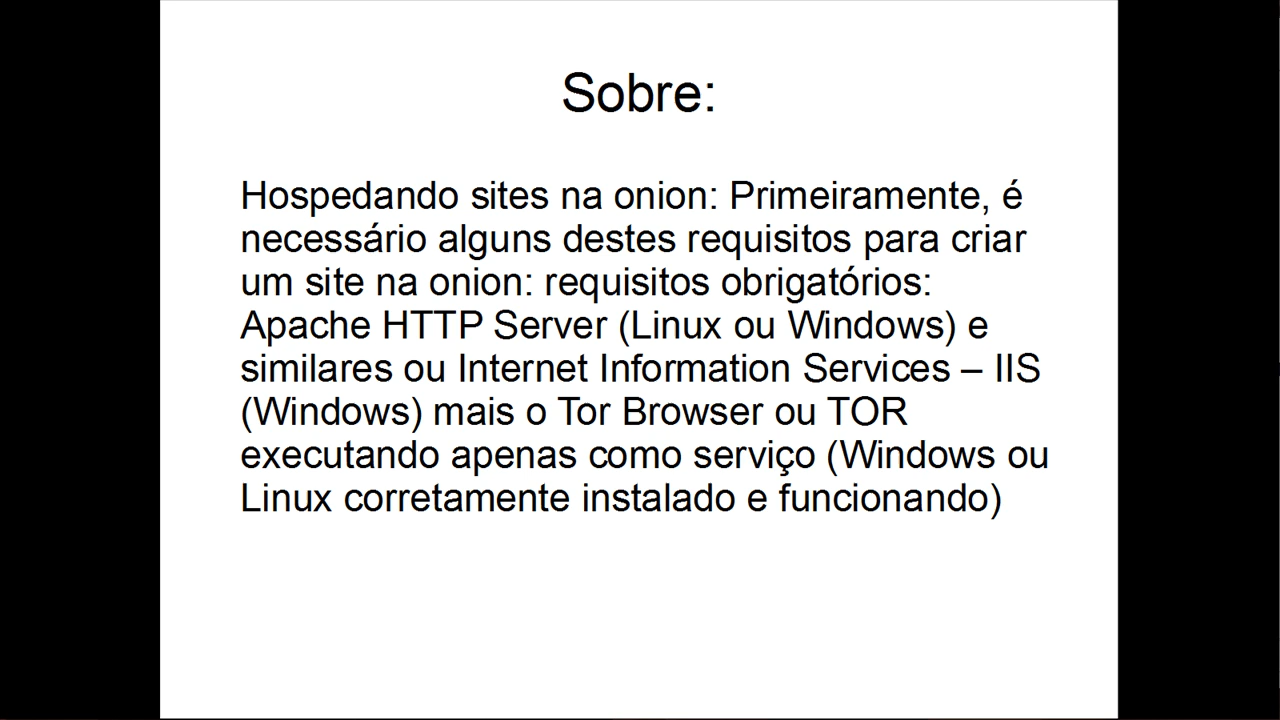 Sobre:
Hospedando sites na onion: Primeiramente, é
necessário alguns destes requisitos para criar
um site na onion: requisitos obrigatórios:
Apache HTTP Server (Linux ou Windows) e
similares ou Internet Information Services – IIS
(Windows) mais o Tor Browser ou TOR
executando apenas como serviço (Windows ou
Linux corretamente instalado e funcionando)